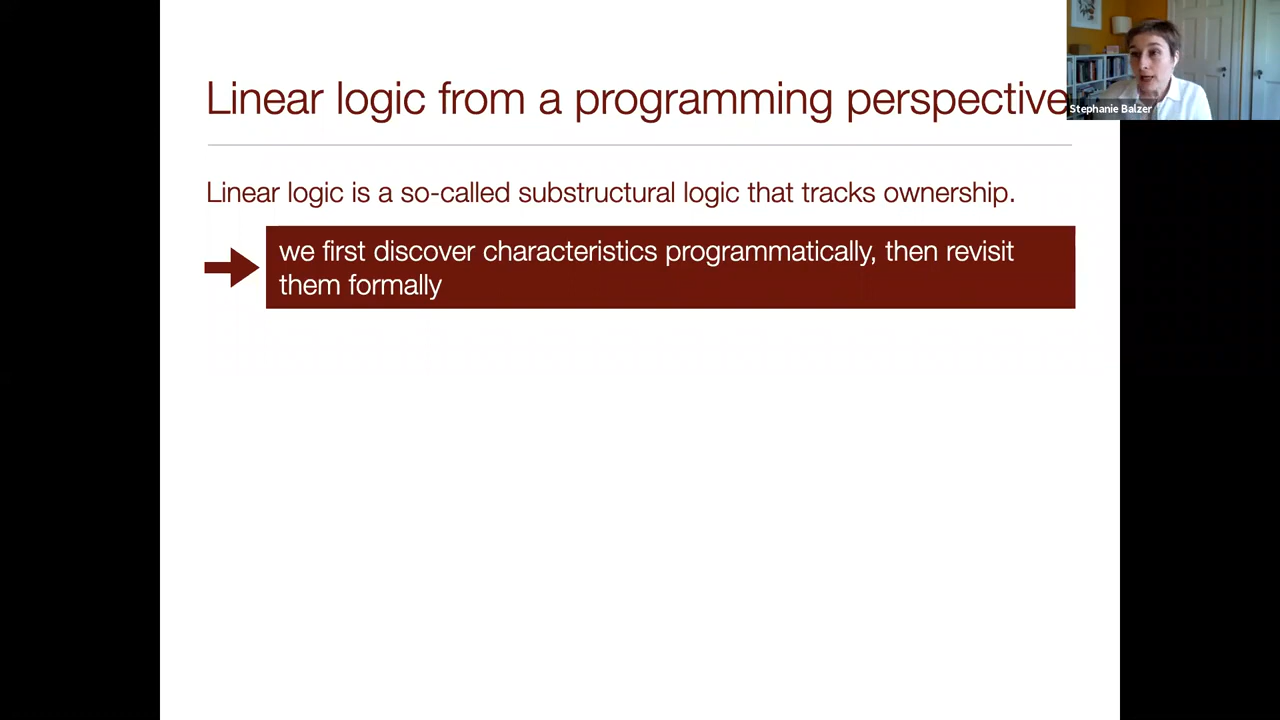 Linear logic from a programming perspective
Stephanie Balzer
Linear logic is a so-called substructural logic that tracks ownership.
we first discover characteristics programmatically, then revisit
them formally